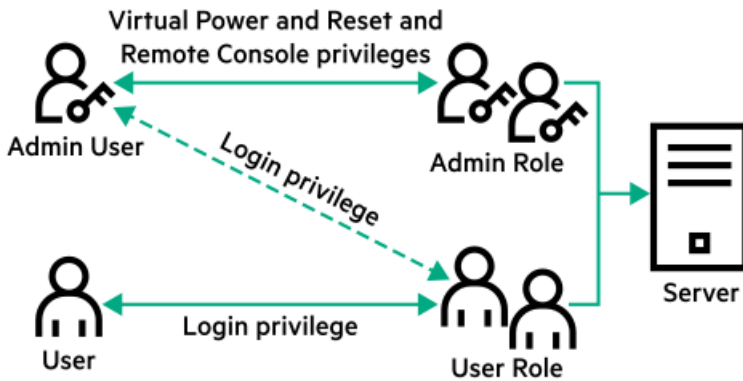 Virtual Power and Reset and
Remote Console privileges
Admin User
Admin Role
Login privilege
Server
Login privilege
User
User Role